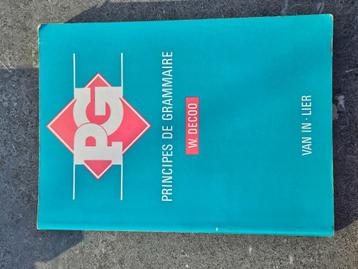 PG
PRINCIPES DE GRAMMAIRE
W. DECOO
VAN IN - LIER